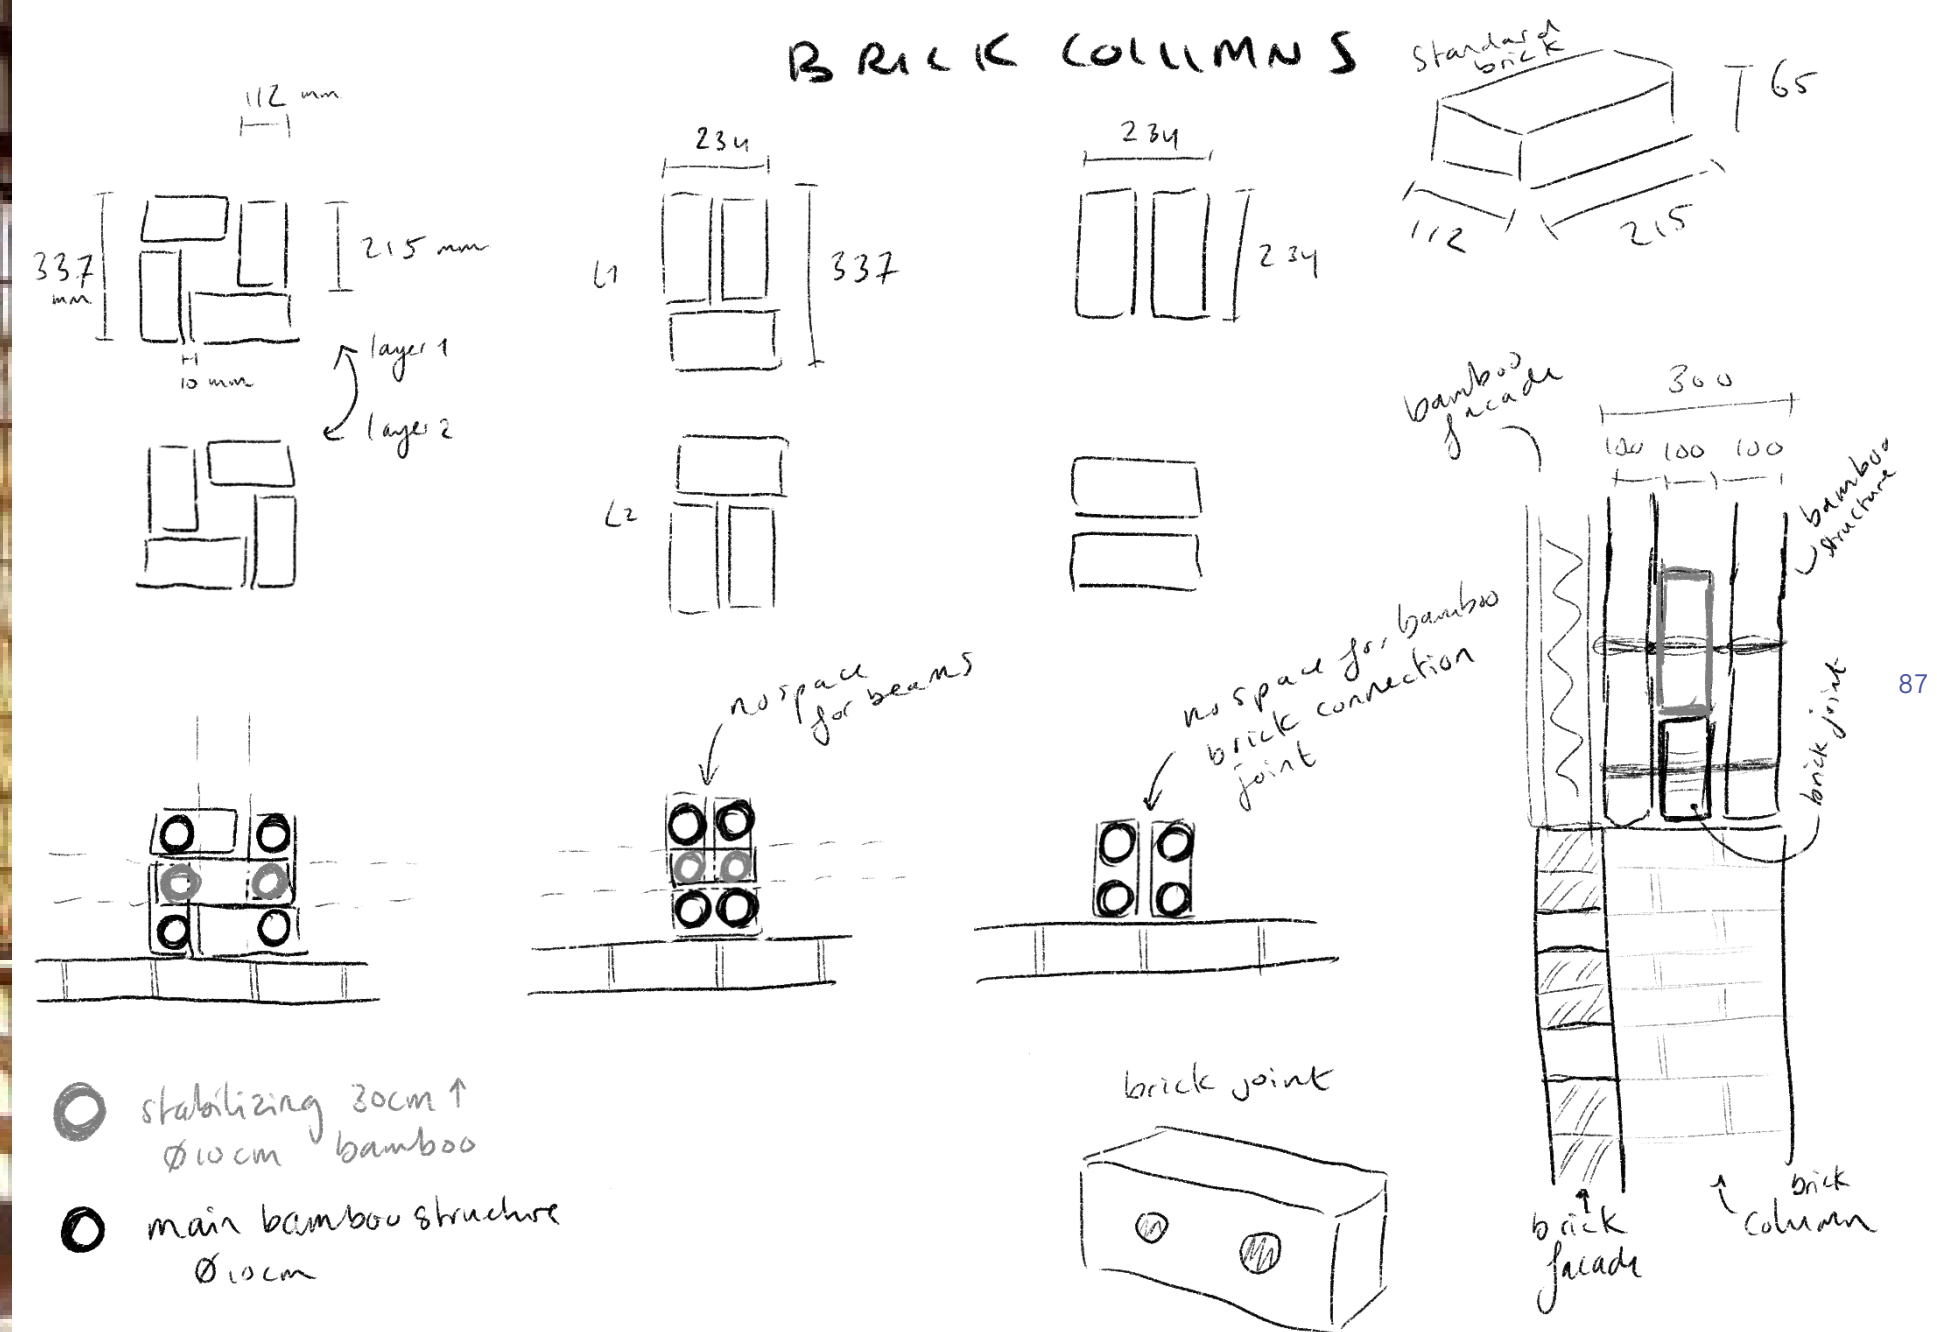 BRICK COLUMNS
standard
brick
65
112
215
112 mm
337
mm
215 mm
10 mm
layer 1
layer 2
234
L1
337
L2
234
234
bamboo
facade
300
100 100 100
bamboo
structure
brick joint
87
no space
for beams
no space for bamboo
brick connection
joint
stabilizing 30cm ↑
Ø10cm bamboo
main bamboo structure
Ø10cm
brick joint
brick
facade
brick
column